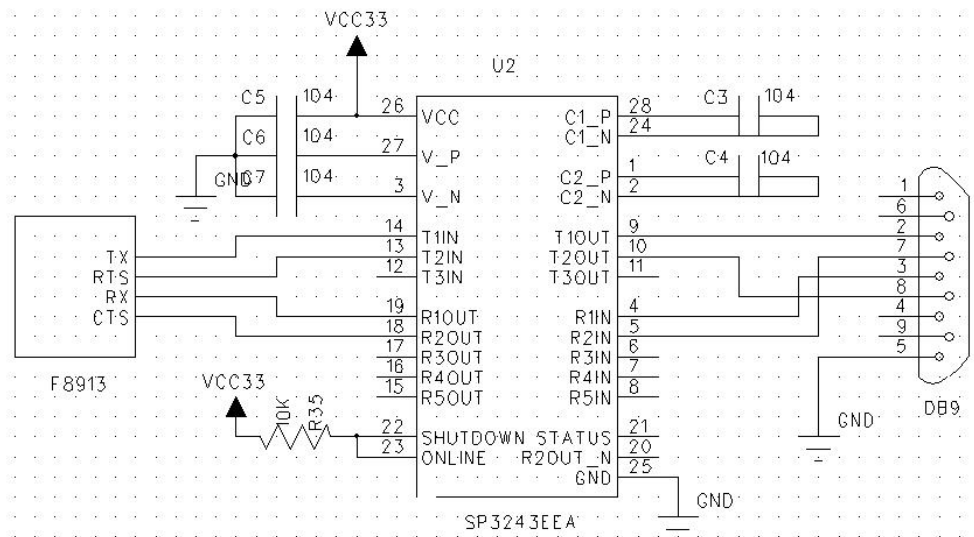 VCC33
U2
C5 104
C6 104
C7 104
GND
26 VCC
27 V_P
3 V_N
14 T1IN
13 T2IN
12 T3IN
19 R1OUT
18 R2OUT
17 R3OUT
16 R4OUT
15 R5OUT
22 SHUTDOWN
23 ONLINE
C1_P 28
C1_N 24
C2_P 1
C2_N 2
T1OUT 9
T2OUT 10
T3OUT 11
R1IN 4
R2IN 5
R3IN 6
R4IN 7
R5IN 8
STATUS 21
R2OUT_N 20
GND 25
C3 104
C4 104
TX
RTS
RX
CTS
F8913
VCC33
10K
R35
SP3243EEA
GND
1
6
2
7
3
8
4
9
5
DB9
GND